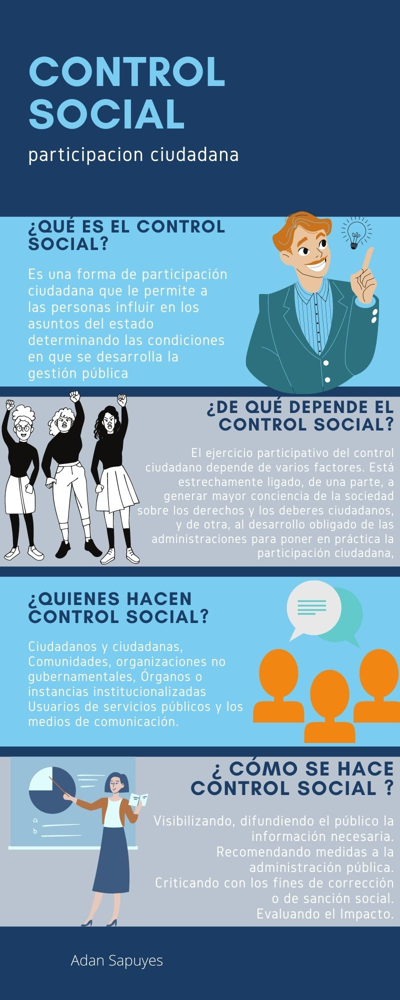 CONTROL
SOCIAL
participacion ciudadana
¿QUÉ ES EL CONTROL
SOCIAL?
Es una forma de participación
ciudadana que le permite a
las personas influir en los
asuntos del estado
determinando las condiciones
en que se desarrolla la
gestión pública
¿DE QUÉ DEPENDE EL
CONTROL SOCIAL?
El ejercicio participativo del control
ciudadano depende de varios factores. Está
estrechamente ligado, de una parte, a
generar mayor conciencia de la sociedad
sobre los derechos y los deberes ciudadanos,
y de otra, al desarrollo obligado de las
administraciones para poner en práctica la
participación ciudadana,
¿QUIENES HACEN
CONTROL SOCIAL?
Ciudadanos y ciudadanas,
Comunidades, organizaciones no
gubernamentales, Órganos o
instancias institucionalizadas
Usuarios de servicios públicos y los
medios de comunicación.
¿ CÓMO SE HACE
CONTROL SOCIAL ?
a
b
Visibilizando, difundiendo el público la
información necesaria.
Recomendando medidas a la
administración pública.
Criticando con los fines de corrección
o de sanción social.
Evaluando el Impacto.
Adan Sapuyes